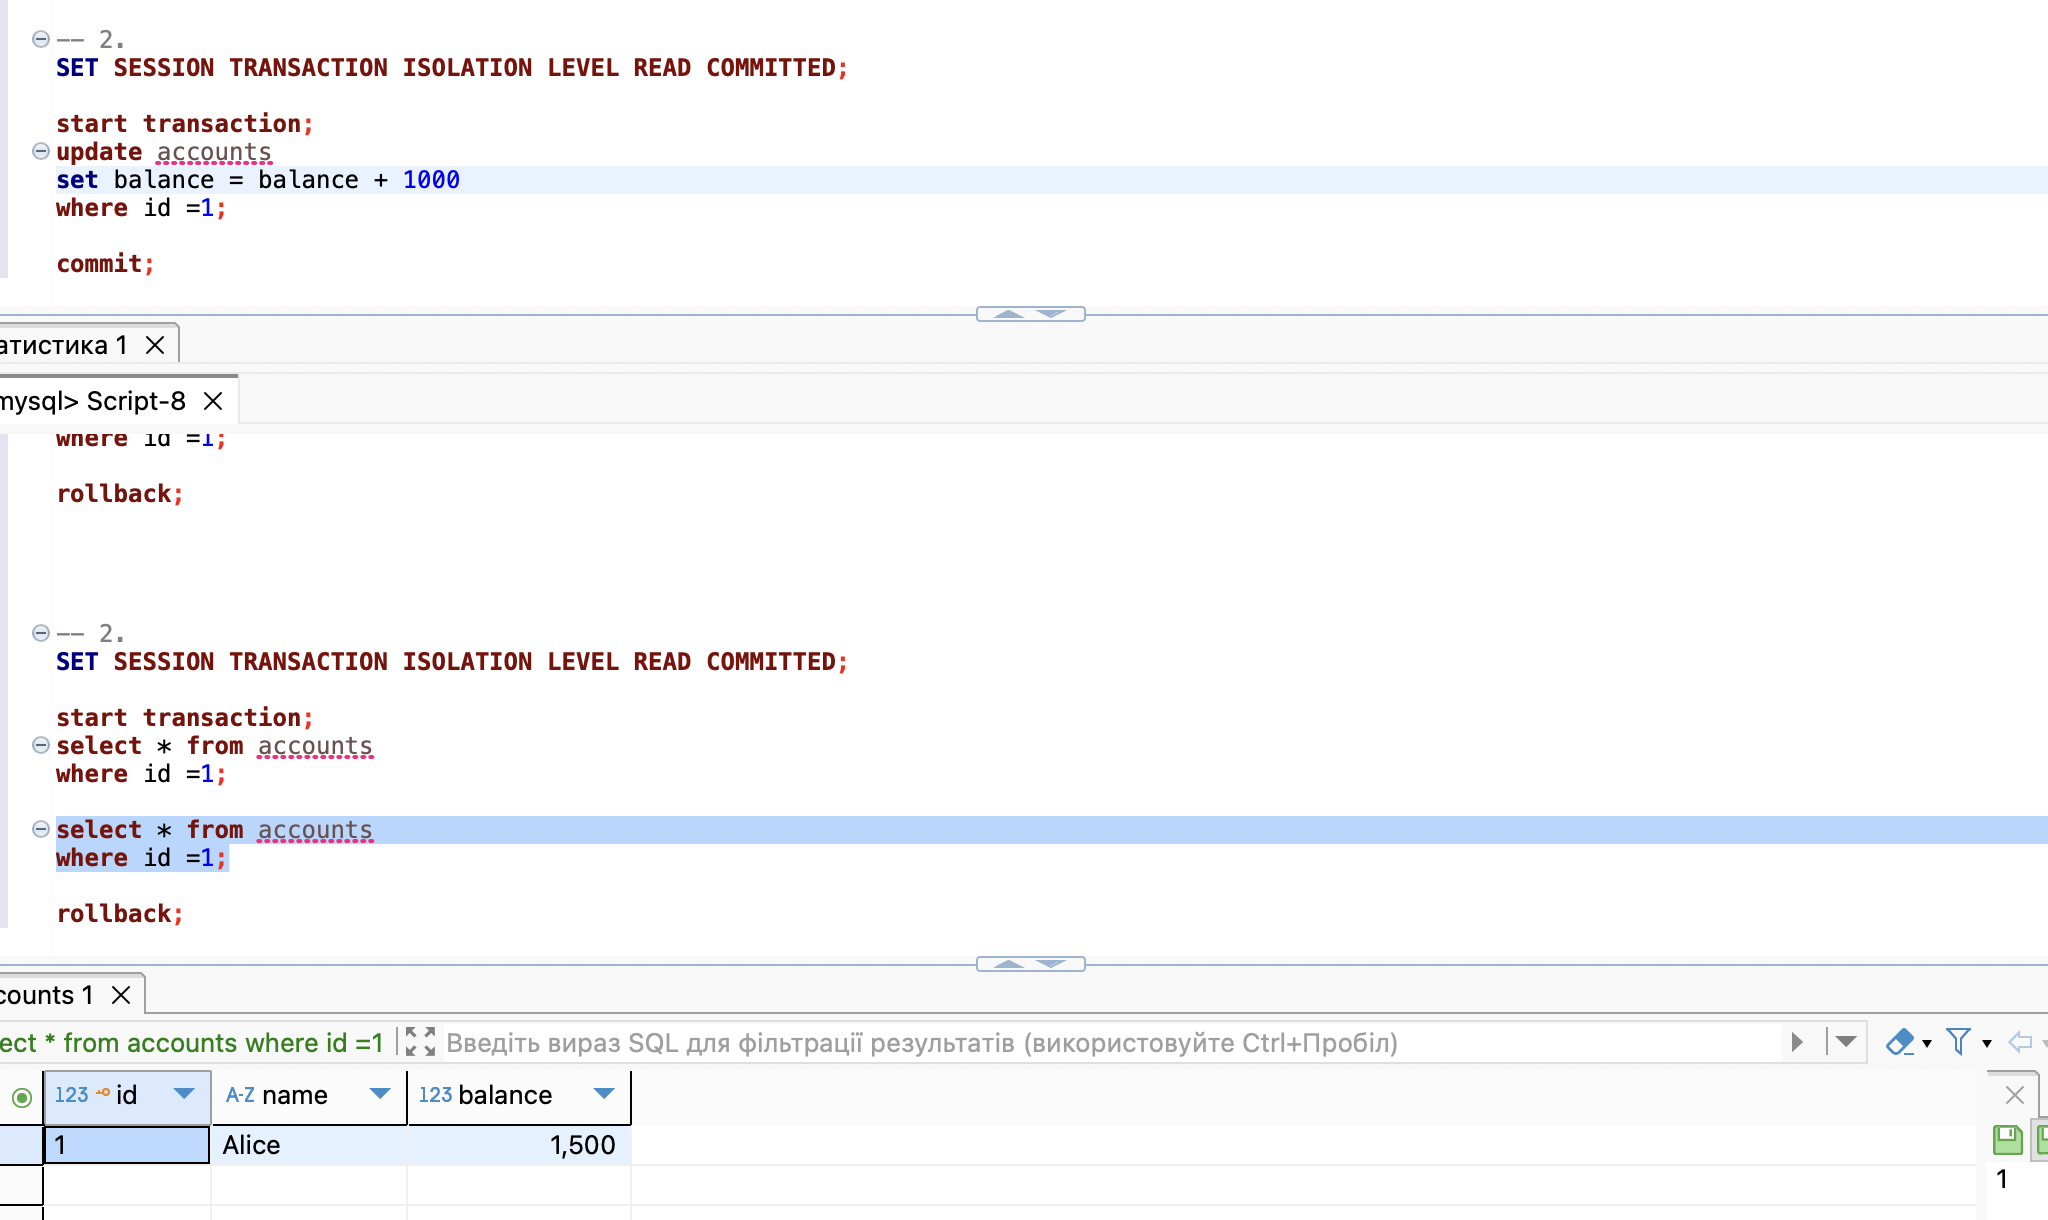 -- 2.
SET SESSION TRANSACTION ISOLATION LEVEL READ COMMITTED;
start transaction;
update accounts
set balance = balance + 1000
where id =1;
commit;
атистика 1
mysql> Script-8
where id =1;
rollback;
-- 2.
SET SESSION TRANSACTION ISOLATION LEVEL READ COMMITTED;
start transaction;
select * from accounts
where id =1;
select * from accounts
where id =1;
rollback;
counts 1
ect * from accounts where id =1 Введіть вираз SQL для фільтрації результатів (використовуйте Ctrl+Пробіл)
123 id A-Z name 123 balance
1 Alice 1,500
1